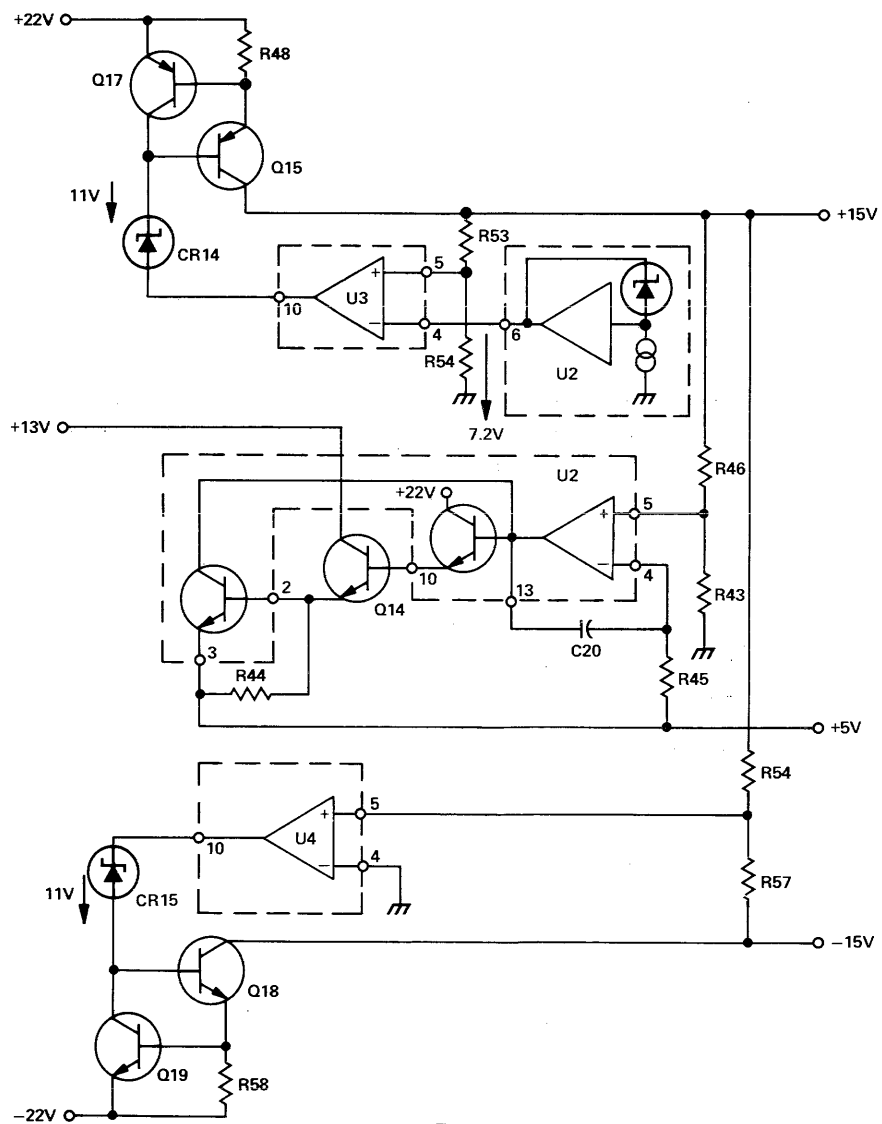 +22V
R48
Q17
Q15
11V
+15V
R53
CR14
5
+
U3
10
−
4
6
R54
U2
7.2V
+13V
R46
U2
+22V
5
+
−
4
10
2
Q14
13
R43
3
C20
R44
R45
+5V
R54
5
+
U4
10
−
4
R57
11V
CR15
−15V
Q18
Q19
R58
−22V